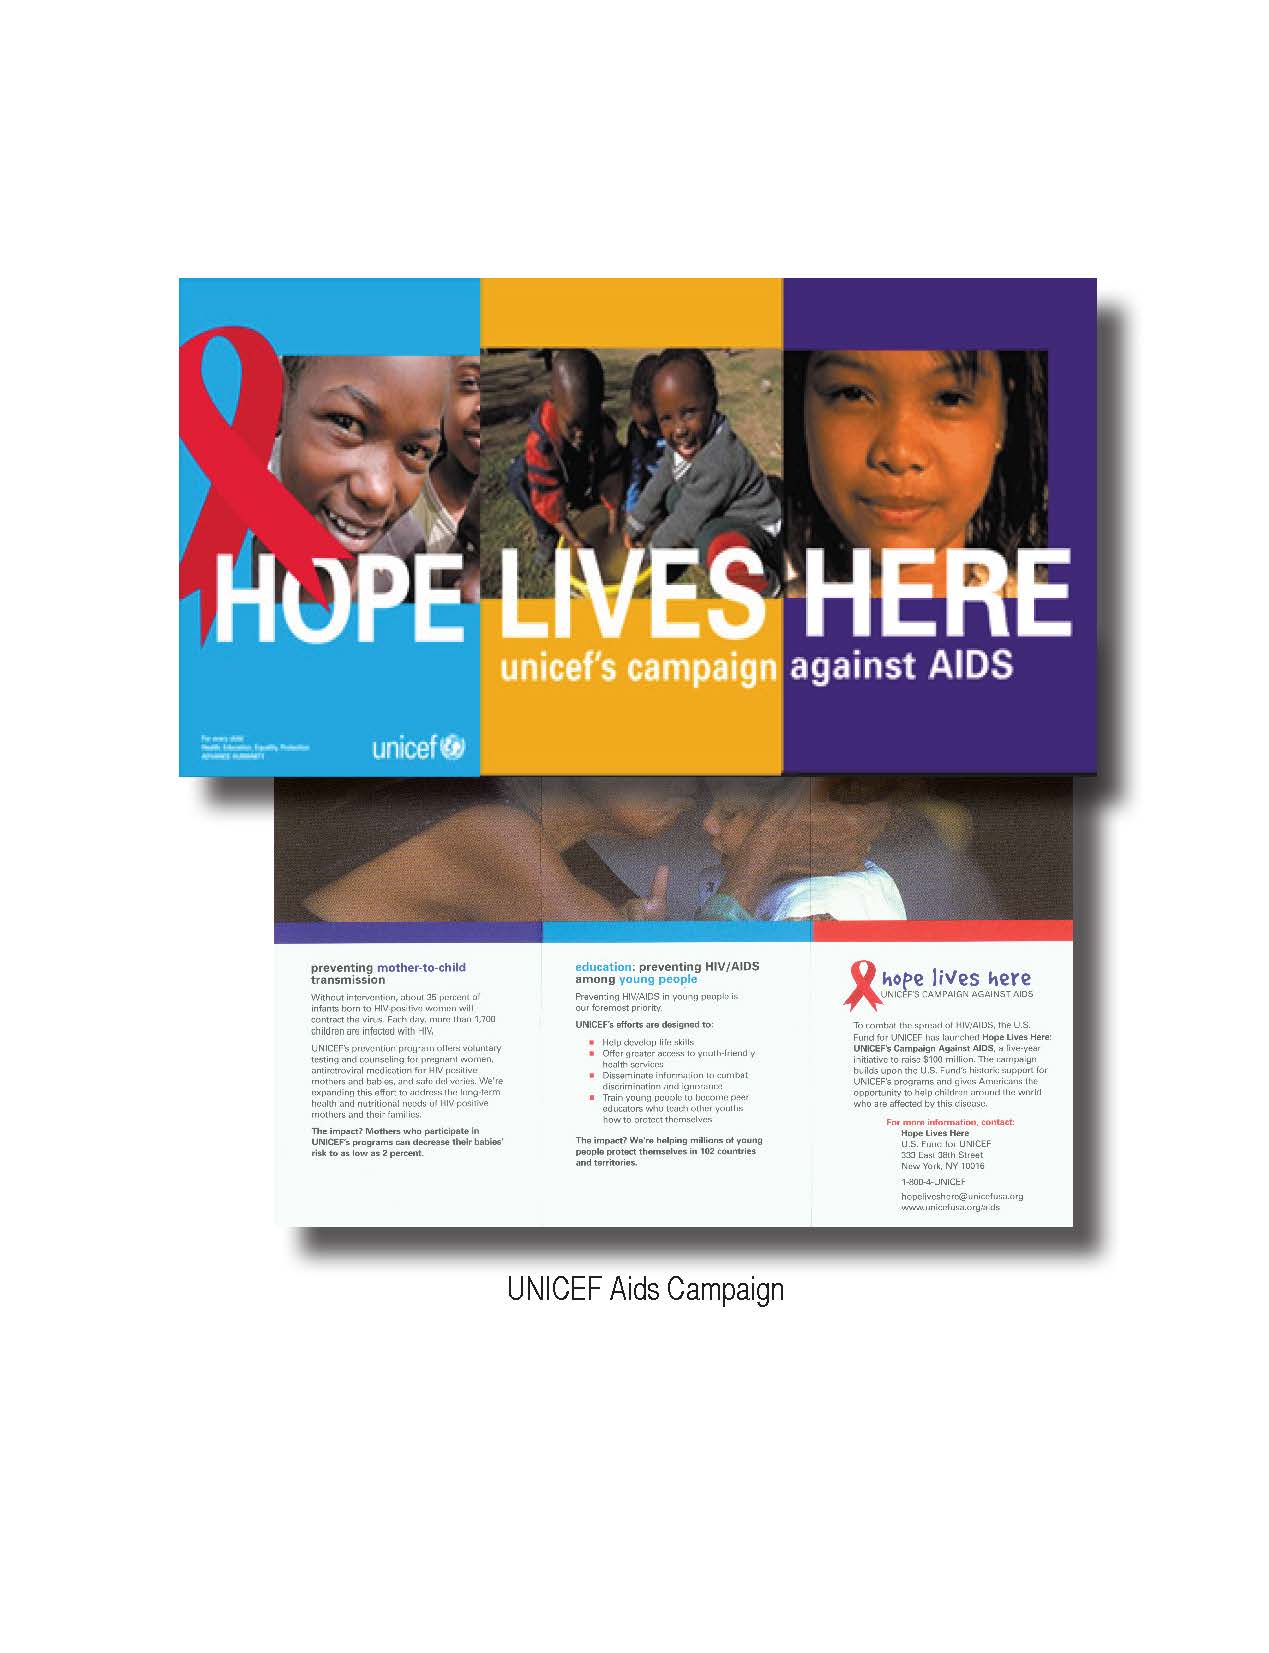 HOPE LIVES HERE
unicef's campaign against AIDS
For every child
Health, Education, Equality, Protection
ADVANCE HUMANITY
unicef
preventing mother-to-child
transmission
Without intervention, about 35 percent of
infants born to HIV-positive women will
contract the virus. Each day, more than 1,700
children are infected with HIV.
UNICEF's prevention program offers voluntary
testing and counseling for pregnant women,
antiretroviral medication for HIV-positive
mothers and babies, and safe deliveries. We're
expanding this effort to address the long-term
health and nutritional needs of HIV-positive
mothers and their families.
The impact? Mothers who participate in
UNICEF's programs can decrease their babies'
risk to as low as 2 percent.
education: preventing HIV/AIDS
among young people
Preventing HIV/AIDS in young people is
our foremost priority.
UNICEF's efforts are designed to:
Help develop life skills
Offer greater access to youth-friendly
health services
Disseminate information to combat
discrimination and ignorance
Train young people to become peer
educators who teach other youths
how to protect themselves
The impact? We're helping millions of young
people protect themselves in 102 countries
and territories.
hope lives here
UNICEF'S CAMPAIGN AGAINST AIDS
To combat the spread of HIV/AIDS, the U.S.
Fund for UNICEF has launched Hope Lives Here:
UNICEF's Campaign Against AIDS, a five-year
initiative to raise $100 million. The campaign
builds upon the U.S. Fund's historic support for
UNICEF's programs and gives Americans the
opportunity to help children around the world
who are affected by this disease.
For more information, contact:
Hope Lives Here
U.S. Fund for UNICEF
333 East 38th Street
New York, NY 10016
1-800-4-UNICEF
hopeliveshere@unicefusa.org
www.unicefusa.org/aids
UNICEF Aids Campaign